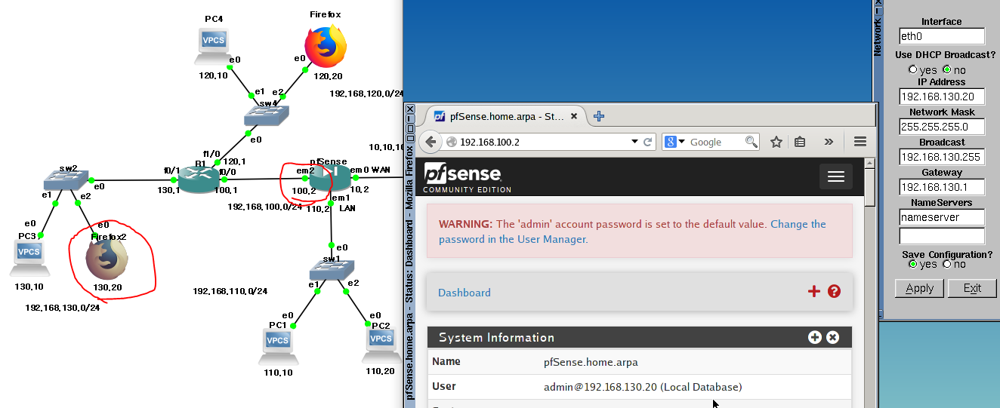 PC4
VPCS
e0
120.10
Firefox
e0
120.20
192.168.120.0/24
e1
e2
sw4
e0
10.10.10
f1/0
R1
120.1
f0/1
f0/0
130.1
100.1
192.168.100.0/24
pfSense
em2
100.2
em0 WAN
10.2
em1
110.2
LAN
sw2
e1
e2
e0
e0
PC3
VPCS
130.10
e0
Firefox2
130.20
192.168.130.0/24
192.168.110.0/24
e0
sw1
e1
e2
e0
PC1
VPCS
110.10
e0
PC2
VPCS
110.20
pfSense.home.arpa - Status: Dashboard - Mozilla Firefox
pf
pfSense.home.arpa - St...
192.168.100.2
8
Google
»
pfsense
COMMUNITY EDITION
WARNING: The 'admin' account password is set to the default value. Change the
password in the User Manager.
Dashboard
System Information
Name
pfSense.home.arpa
User
admin@192.168.130.20 (Local Database)
Network
Interface
eth0
Use DHCP Broadcast?
yes
no
IP Address
192.168.130.20
Network Mask
255.255.255.0
Broadcast
192.168.130.255
Gateway
192.168.130.1
NameServers
nameserver
Save Configuration?
yes
no
Apply
Exit